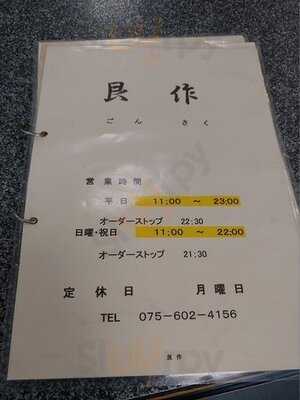 艮作
ごんさく
営業時間
平日 11:00 ～ 23:00
オーダーストップ 22:30
日曜・祝日 11:00 ～ 22:00
オーダーストップ 21:30
定休日 月曜日
TEL 075-602-4156
艮作